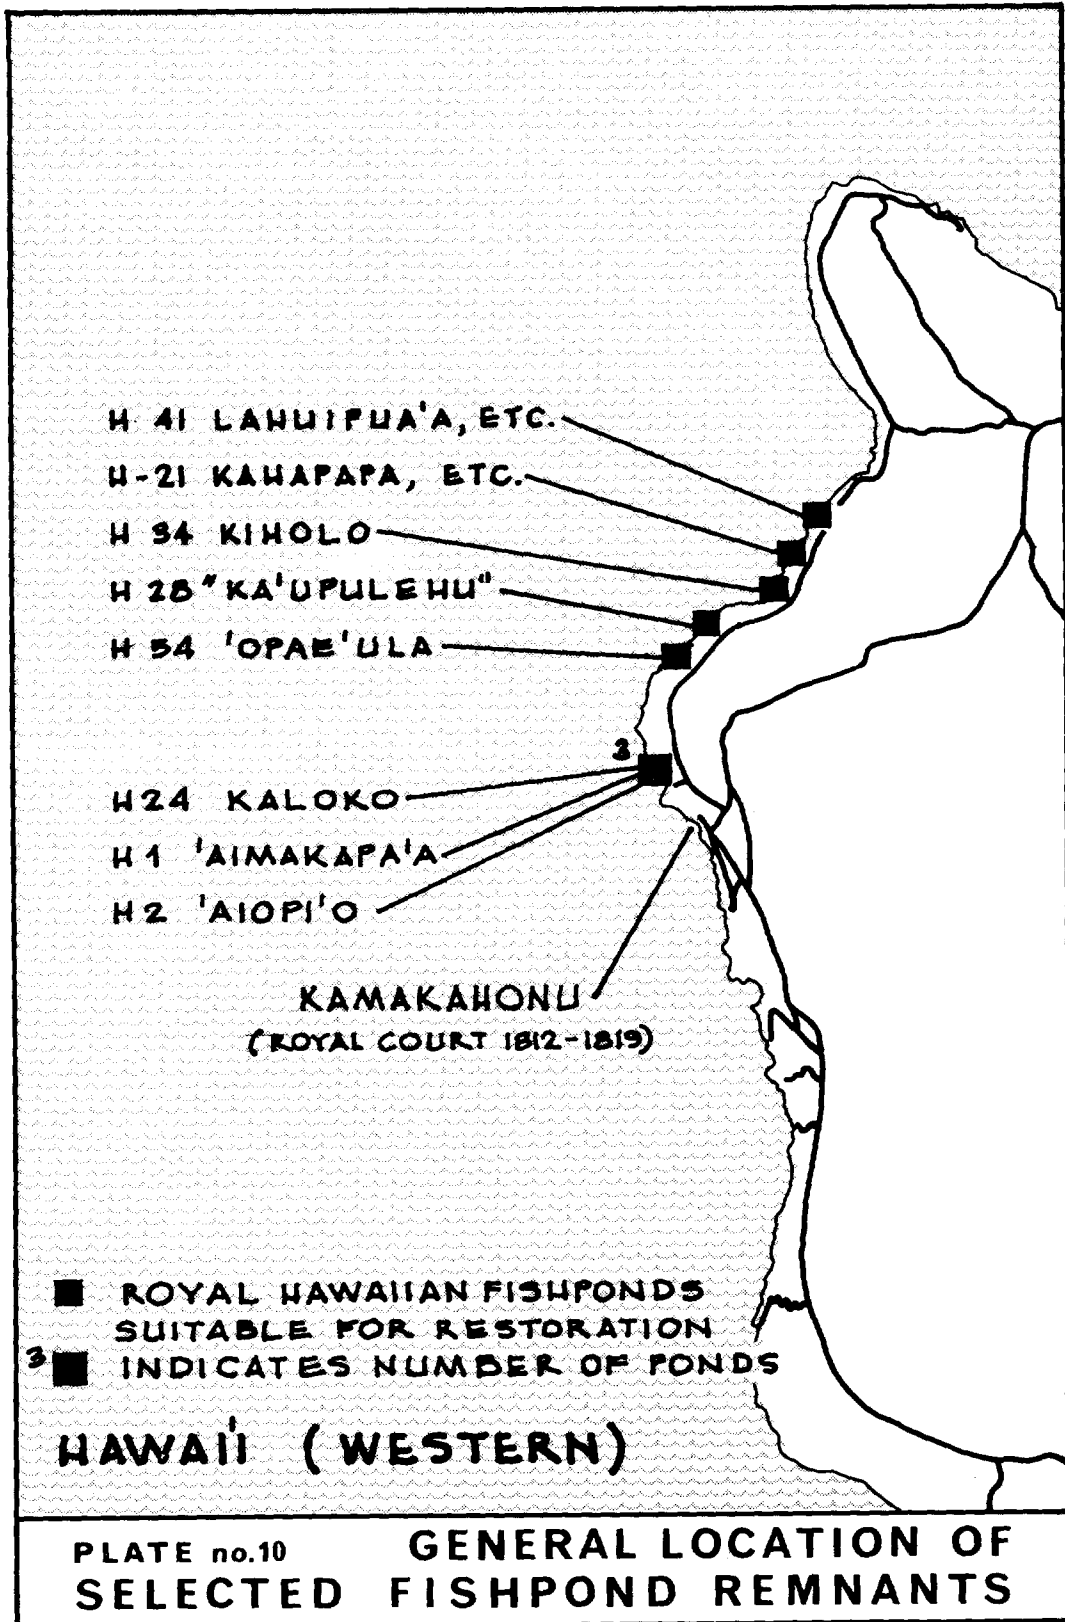 H 41 LAHUIPUA'A, ETC.
H-21 KAHAPAPA, ETC.
H 34 KIHOLO
H 28 "KA'UPULEHU"
H 54 'OPAE'ULA
3
H24 KALOKO
H 1 'AIMAKAPA'A
H 2 'AIOPI'O
KAMAKAHONU
(ROYAL COURT 1812-1819)
ROYAL HAWAIIAN FISHPONDS
SUITABLE FOR RESTORATION
3 INDICATES NUMBER OF PONDS
HAWAI'I (WESTERN)
PLATE no.10 GENERAL LOCATION OF
SELECTED FISHPOND REMNANTS